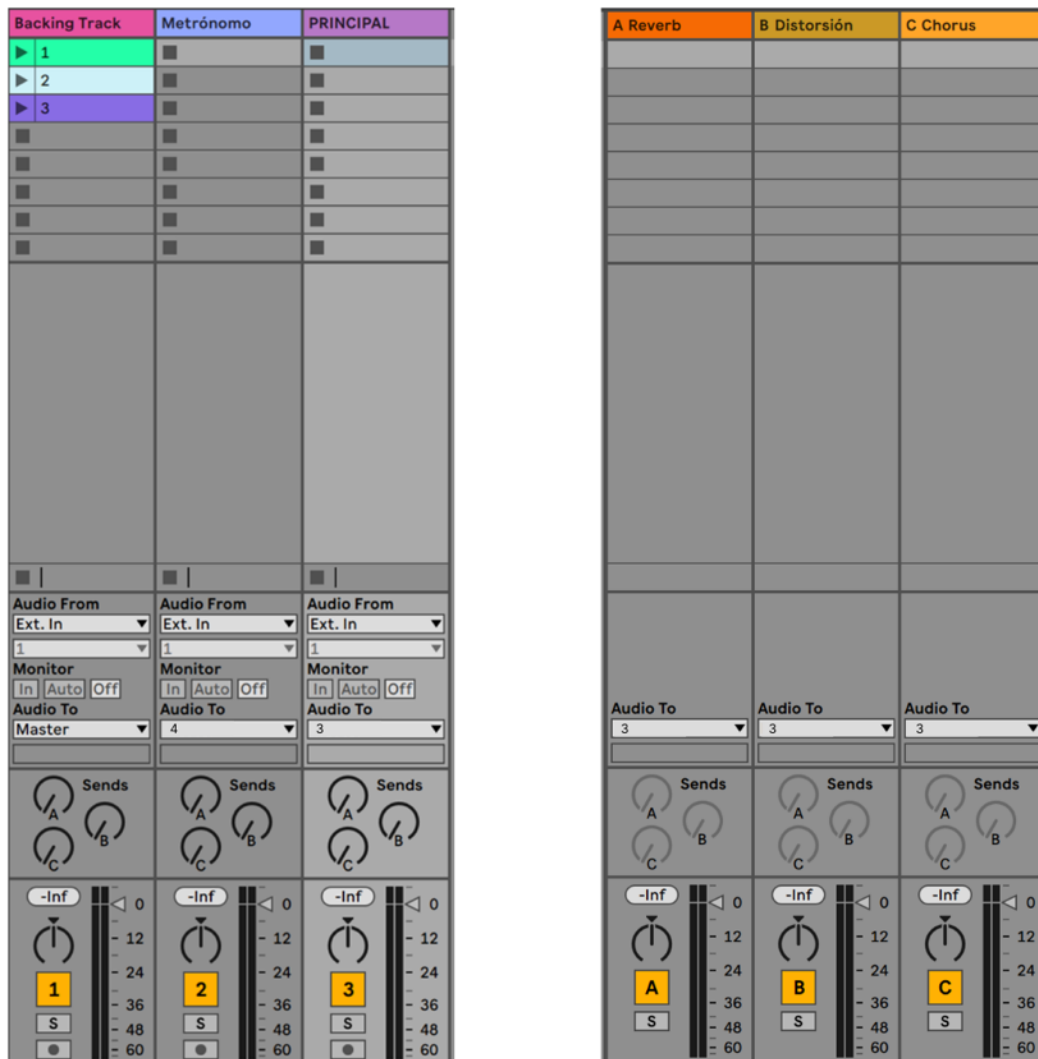 Backing Track Metrónomo PRINCIPAL A Reverb B Distorsión C Chorus
1
2
3
Audio From Audio From Audio From
Ext. In Ext. In Ext. In
1 1 1
Monitor Monitor Monitor
In Auto Off In Auto Off In Auto Off
Audio To Audio To Audio To Audio To Audio To Audio To
Master 4 3 3 3 3
Sends Sends Sends Sends Sends Sends
A A A A A A
B B B B B B
C C C C C C
-Inf 0 -Inf 0 -Inf 0 -Inf 0 -Inf 0 -Inf 0
12 12 12 12 12 12
24 24 24 24 24 24
1 2 3 A B C
36 36 36 36 36 36
S S S S S S
48 48 48 48 48 48
60 60 60 60 60 60